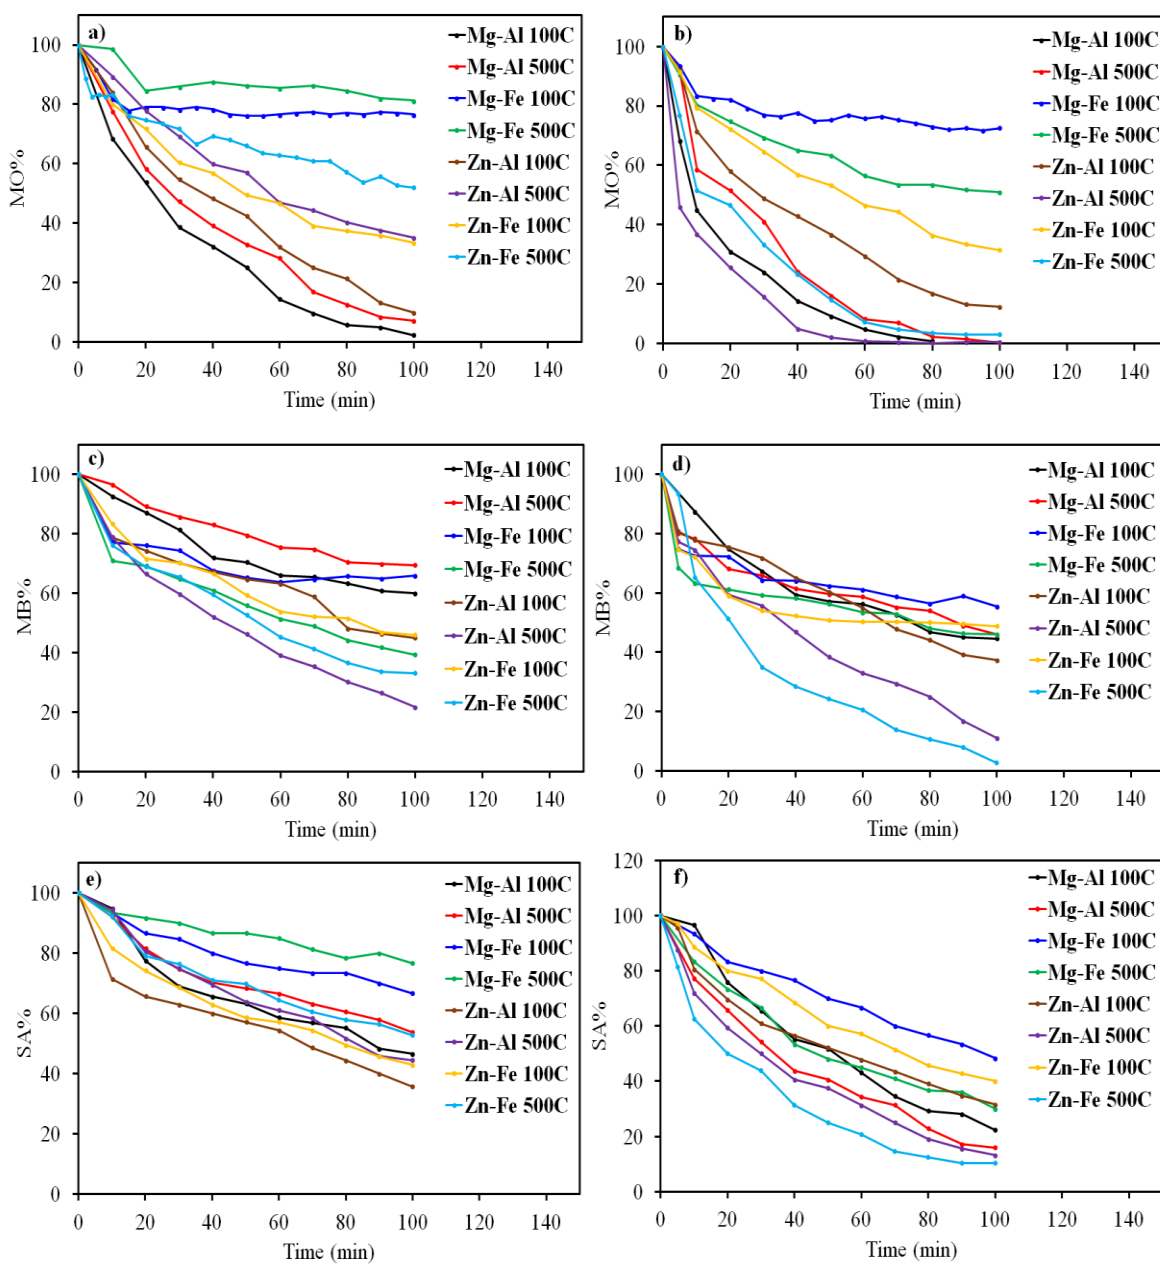 a)
MO%
100
80
60
40
20
0
0 20 40 60 80 100 120 140
Time (min)
Mg-Al 100C
Mg-Al 500C
Mg-Fe 100C
Mg-Fe 500C
Zn-Al 100C
Zn-Al 500C
Zn-Fe 100C
Zn-Fe 500C
b)
MO%
100
80
60
40
20
0
0 20 40 60 80 100 120 140
Time (min)
Mg-Al 100C
Mg-Al 500C
Mg-Fe 100C
Mg-Fe 500C
Zn-Al 100C
Zn-Al 500C
Zn-Fe 100C
Zn-Fe 500C
c)
MB%
100
80
60
40
20
0
0 20 40 60 80 100 120 140
Time (min)
Mg-Al 100C
Mg-Al 500C
Mg-Fe 100C
Mg-Fe 500C
Zn-Al 100C
Zn-Al 500C
Zn-Fe 100C
Zn-Fe 500C
d)
MB%
100
80
60
40
20
0
0 20 40 60 80 100 120 140
Time (min)
Mg-Al 100C
Mg-Al 500C
Mg-Fe 100C
Mg-Fe 500C
Zn-Al 100C
Zn-Al 500C
Zn-Fe 100C
Zn-Fe 500C
e)
SA%
100
80
60
40
20
0
0 20 40 60 80 100 120 140
Time (min)
Mg-Al 100C
Mg-Al 500C
Mg-Fe 100C
Mg-Fe 500C
Zn-Al 100C
Zn-Al 500C
Zn-Fe 100C
Zn-Fe 500C
f)
SA%
120
100
80
60
40
20
0
0 20 40 60 80 100 120 140
Time (min)
Mg-Al 100C
Mg-Al 500C
Mg-Fe 100C
Mg-Fe 500C
Zn-Al 100C
Zn-Al 500C
Zn-Fe 100C
Zn-Fe 500C